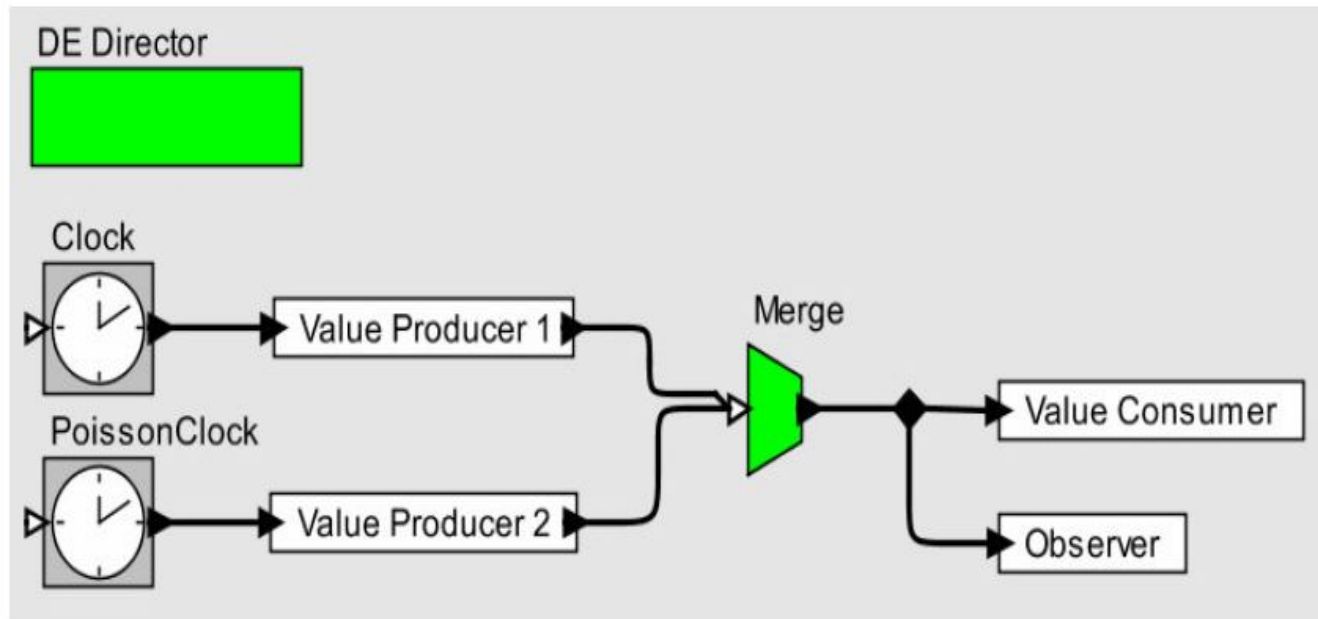 DE Director
Clock
Value Producer 1
Merge
Value Consumer
PoissonClock
Value Producer 2
Observer